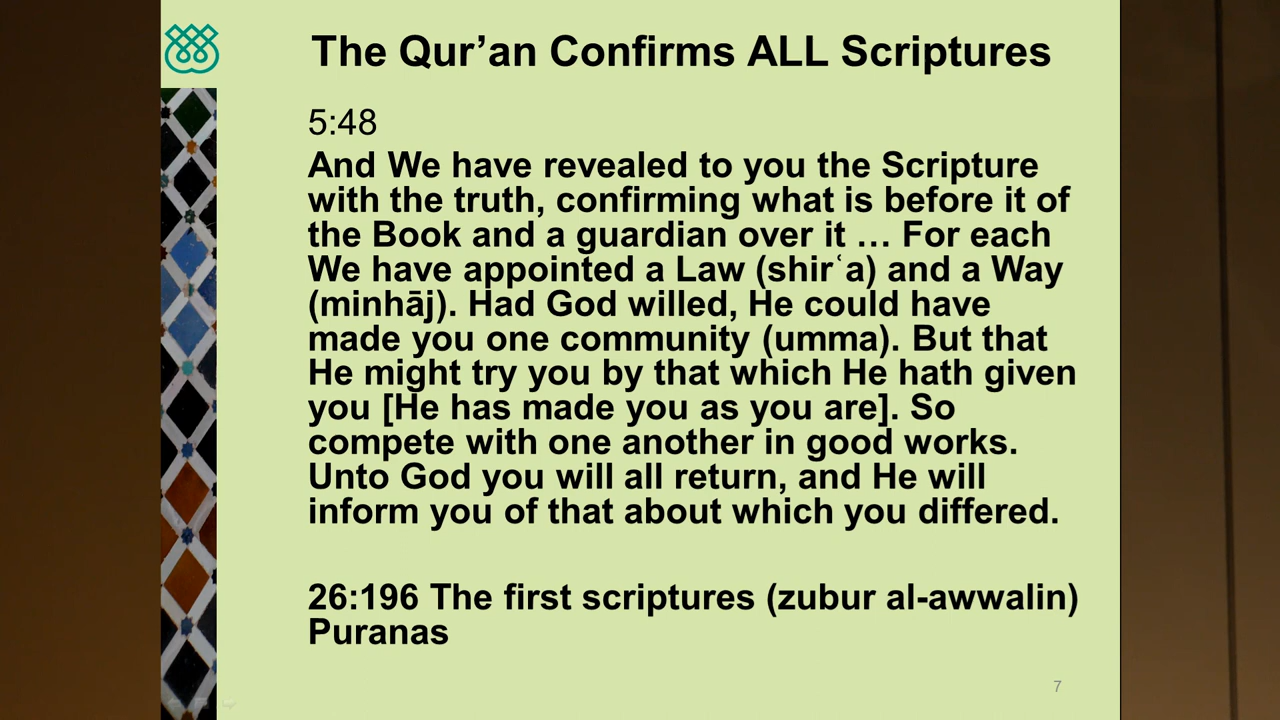 The Qur’an Confirms ALL Scriptures
5:48
And We have revealed to you the Scripture
with the truth, confirming what is before it of
the Book and a guardian over it … For each
We have appointed a Law (shirʿa) and a Way
(minhāj). Had God willed, He could have
made you one community (umma). But that
He might try you by that which He hath given
you [He has made you as you are]. So
compete with one another in good works.
Unto God you will all return, and He will
inform you of that about which you differed.
26:196 The first scriptures (zubur al-awwalin)
Puranas
7